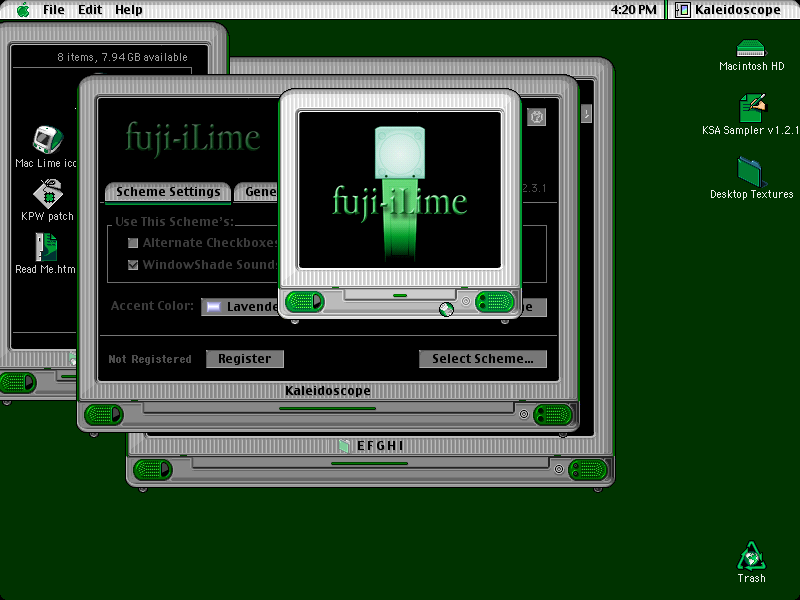 File Edit Help
4:20 PM
Kaleidoscope
8 items, 7.94 GB available
Mac Lime ico
KPW patch
Read Me.htm
fuji-iLime
Scheme Settings
Gene
2.3.1
Use This Scheme's:
Alternate Checkboxes
WindowShade Sound
Accent Color:
Lavende
e
Not Registered
Register
Select Scheme...
Kaleidoscope
fuji-iLime
EFGHI
Macintosh HD
KSA Sampler v1.2.1
Desktop Textures
Trash